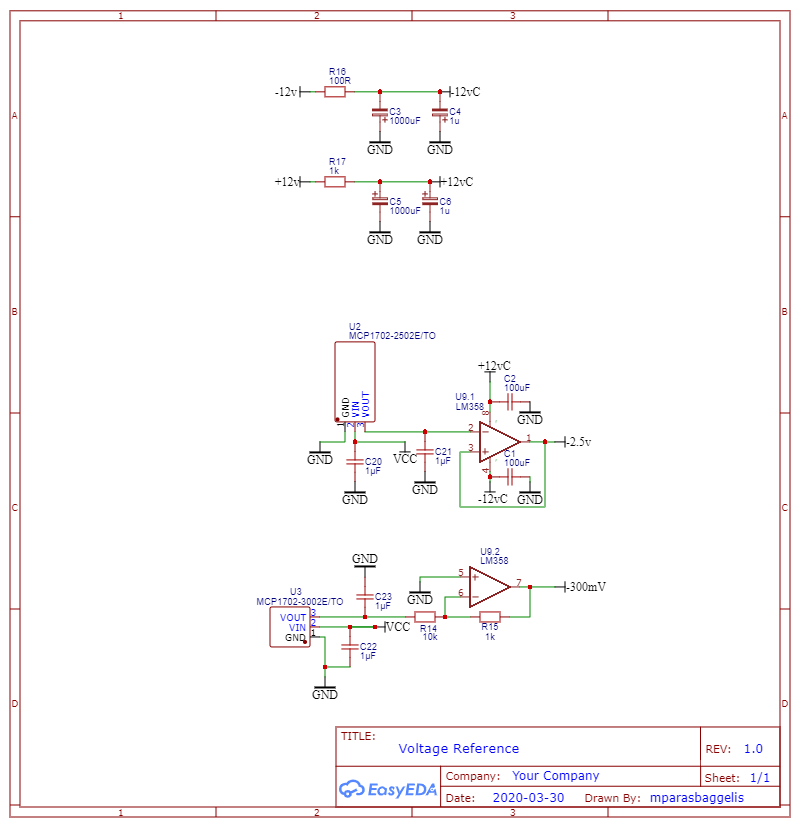 1 2 3
A A
B B
C C
D D
R16
100R
-12v -12vC
C3
1000uF
C4
1u
+ +
GND GND
R17
1k
+12v +12vC
+ +
C5
1000uF
C6
1u
GND GND
U2
MCP1702-2502E/TO
GND
VIN
VOUT
1 2 3
GND
C20
1µF
GND
VCC
C21
1µF
GND
+12vC
C2
100uF
GND
U9.1
LM358
8
2
3
1
4
-2.5v
C1
100uF
GND
-12vC
GND
C23
1µF
U3
MCP1702-3002E/TO
VOUT 3
VIN 2
GND 1
VCC
C22
1µF
GND
R14
10k
R15
1k
U9.2
LM358
5
6
7
GND
-300mV
TITLE:
Voltage Reference
REV: 1.0
EasyEDA
Company: Your Company
Sheet: 1/1
Date: 2020-03-30 Drawn By: mparasbaggelis
1 2 3